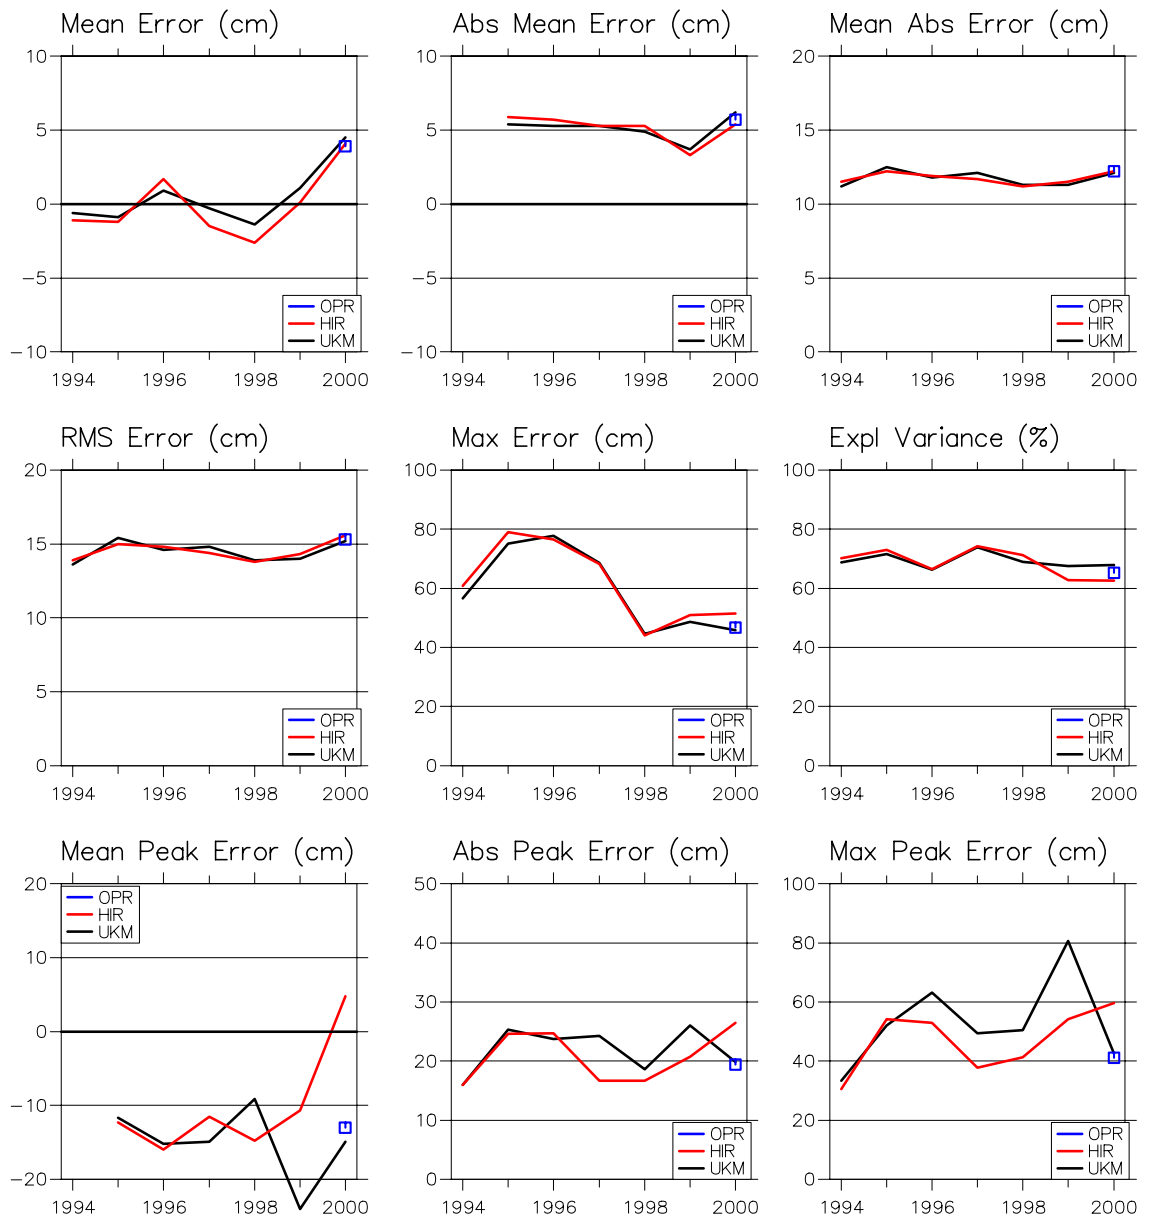 Mean Error (cm)
10
5
0
−5
−10
1994 1996 1998 2000
OPR
HIR
UKM
Abs Mean Error (cm)
10
5
0
−5
−10
1994 1996 1998 2000
OPR
HIR
UKM
Mean Abs Error (cm)
20
15
10
5
0
1994 1996 1998 2000
OPR
HIR
UKM
RMS Error (cm)
20
15
10
5
0
1994 1996 1998 2000
OPR
HIR
UKM
Max Error (cm)
100
80
60
40
20
0
1994 1996 1998 2000
OPR
HIR
UKM
Expl Variance (%)
100
80
60
40
20
0
1994 1996 1998 2000
OPR
HIR
UKM
Mean Peak Error (cm)
20
10
0
−10
−20
1994 1996 1998 2000
OPR
HIR
UKM
Abs Peak Error (cm)
50
40
30
20
10
0
1994 1996 1998 2000
OPR
HIR
UKM
Max Peak Error (cm)
100
80
60
40
20
0
1994 1996 1998 2000
OPR
HIR
UKM